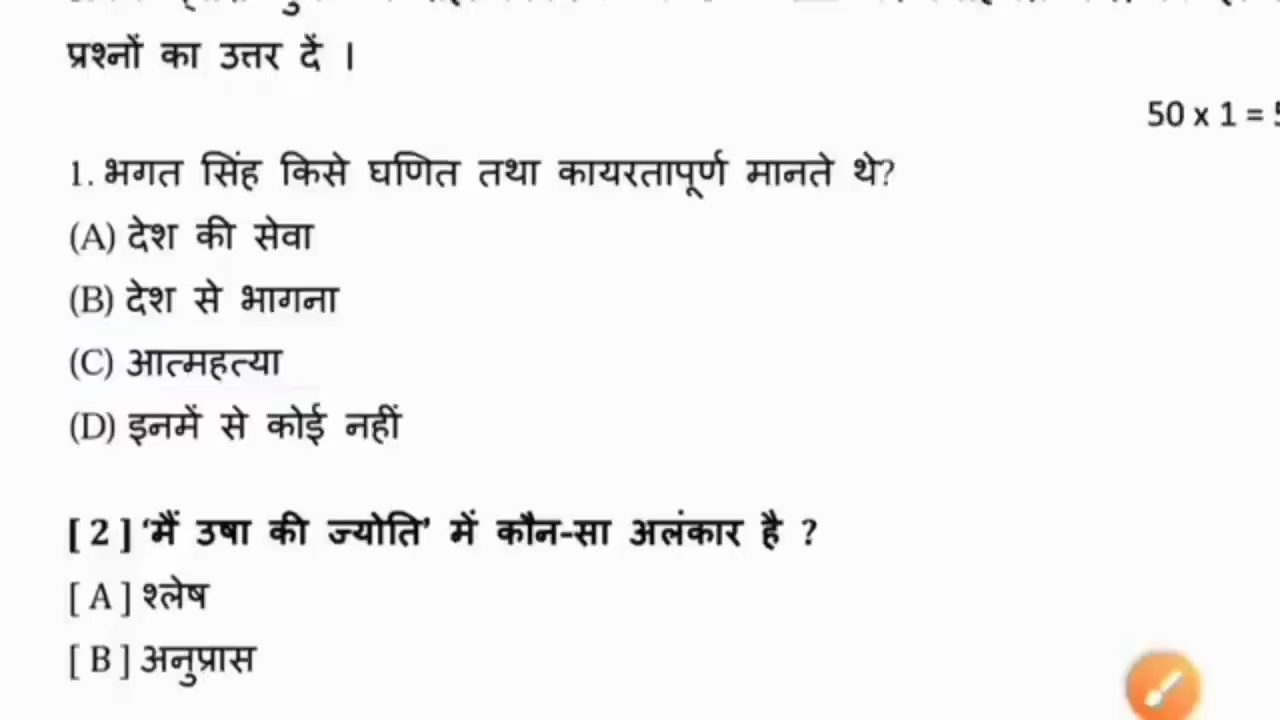 प्रश्नों का उत्तर दें ।
50 x 1 =
1. भगत सिंह किसे घणित तथा कायरतापूर्ण मानते थे?
(A) देश की सेवा
(B) देश से भागना
(C) आत्महत्या
(D) इनमें से कोई नहीं
[ 2 ] ‘मैं उषा की ज्योति’ में कौन-सा अलंकार है ?
[ A ] श्लेष
[ B ] अनुप्रास